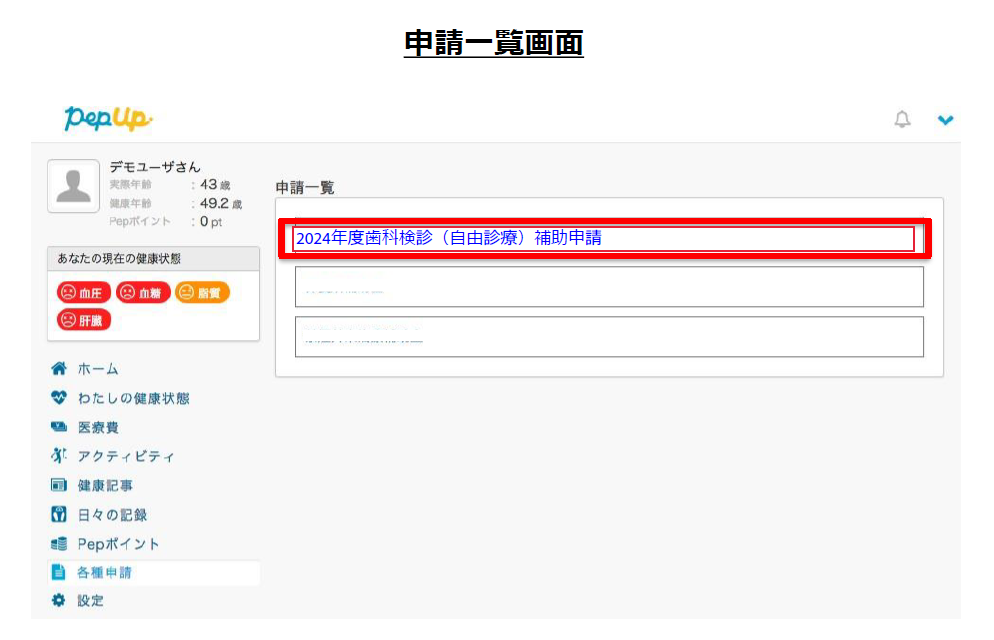 申請一覧画面
PepUp
デモユーザさん
実際年齢 : 43 歳
健康年齢 : 49.2 歳
Pepポイント : 0 pt
あなたの現在の健康状態
血圧 血糖 脂質
肝臓
ホーム
わたしの健康状態
医療費
アクティビティ
健康記事
日々の記録
Pepポイント
各種申請
設定
申請一覧
2024年度歯科検診（自由診療）補助申請